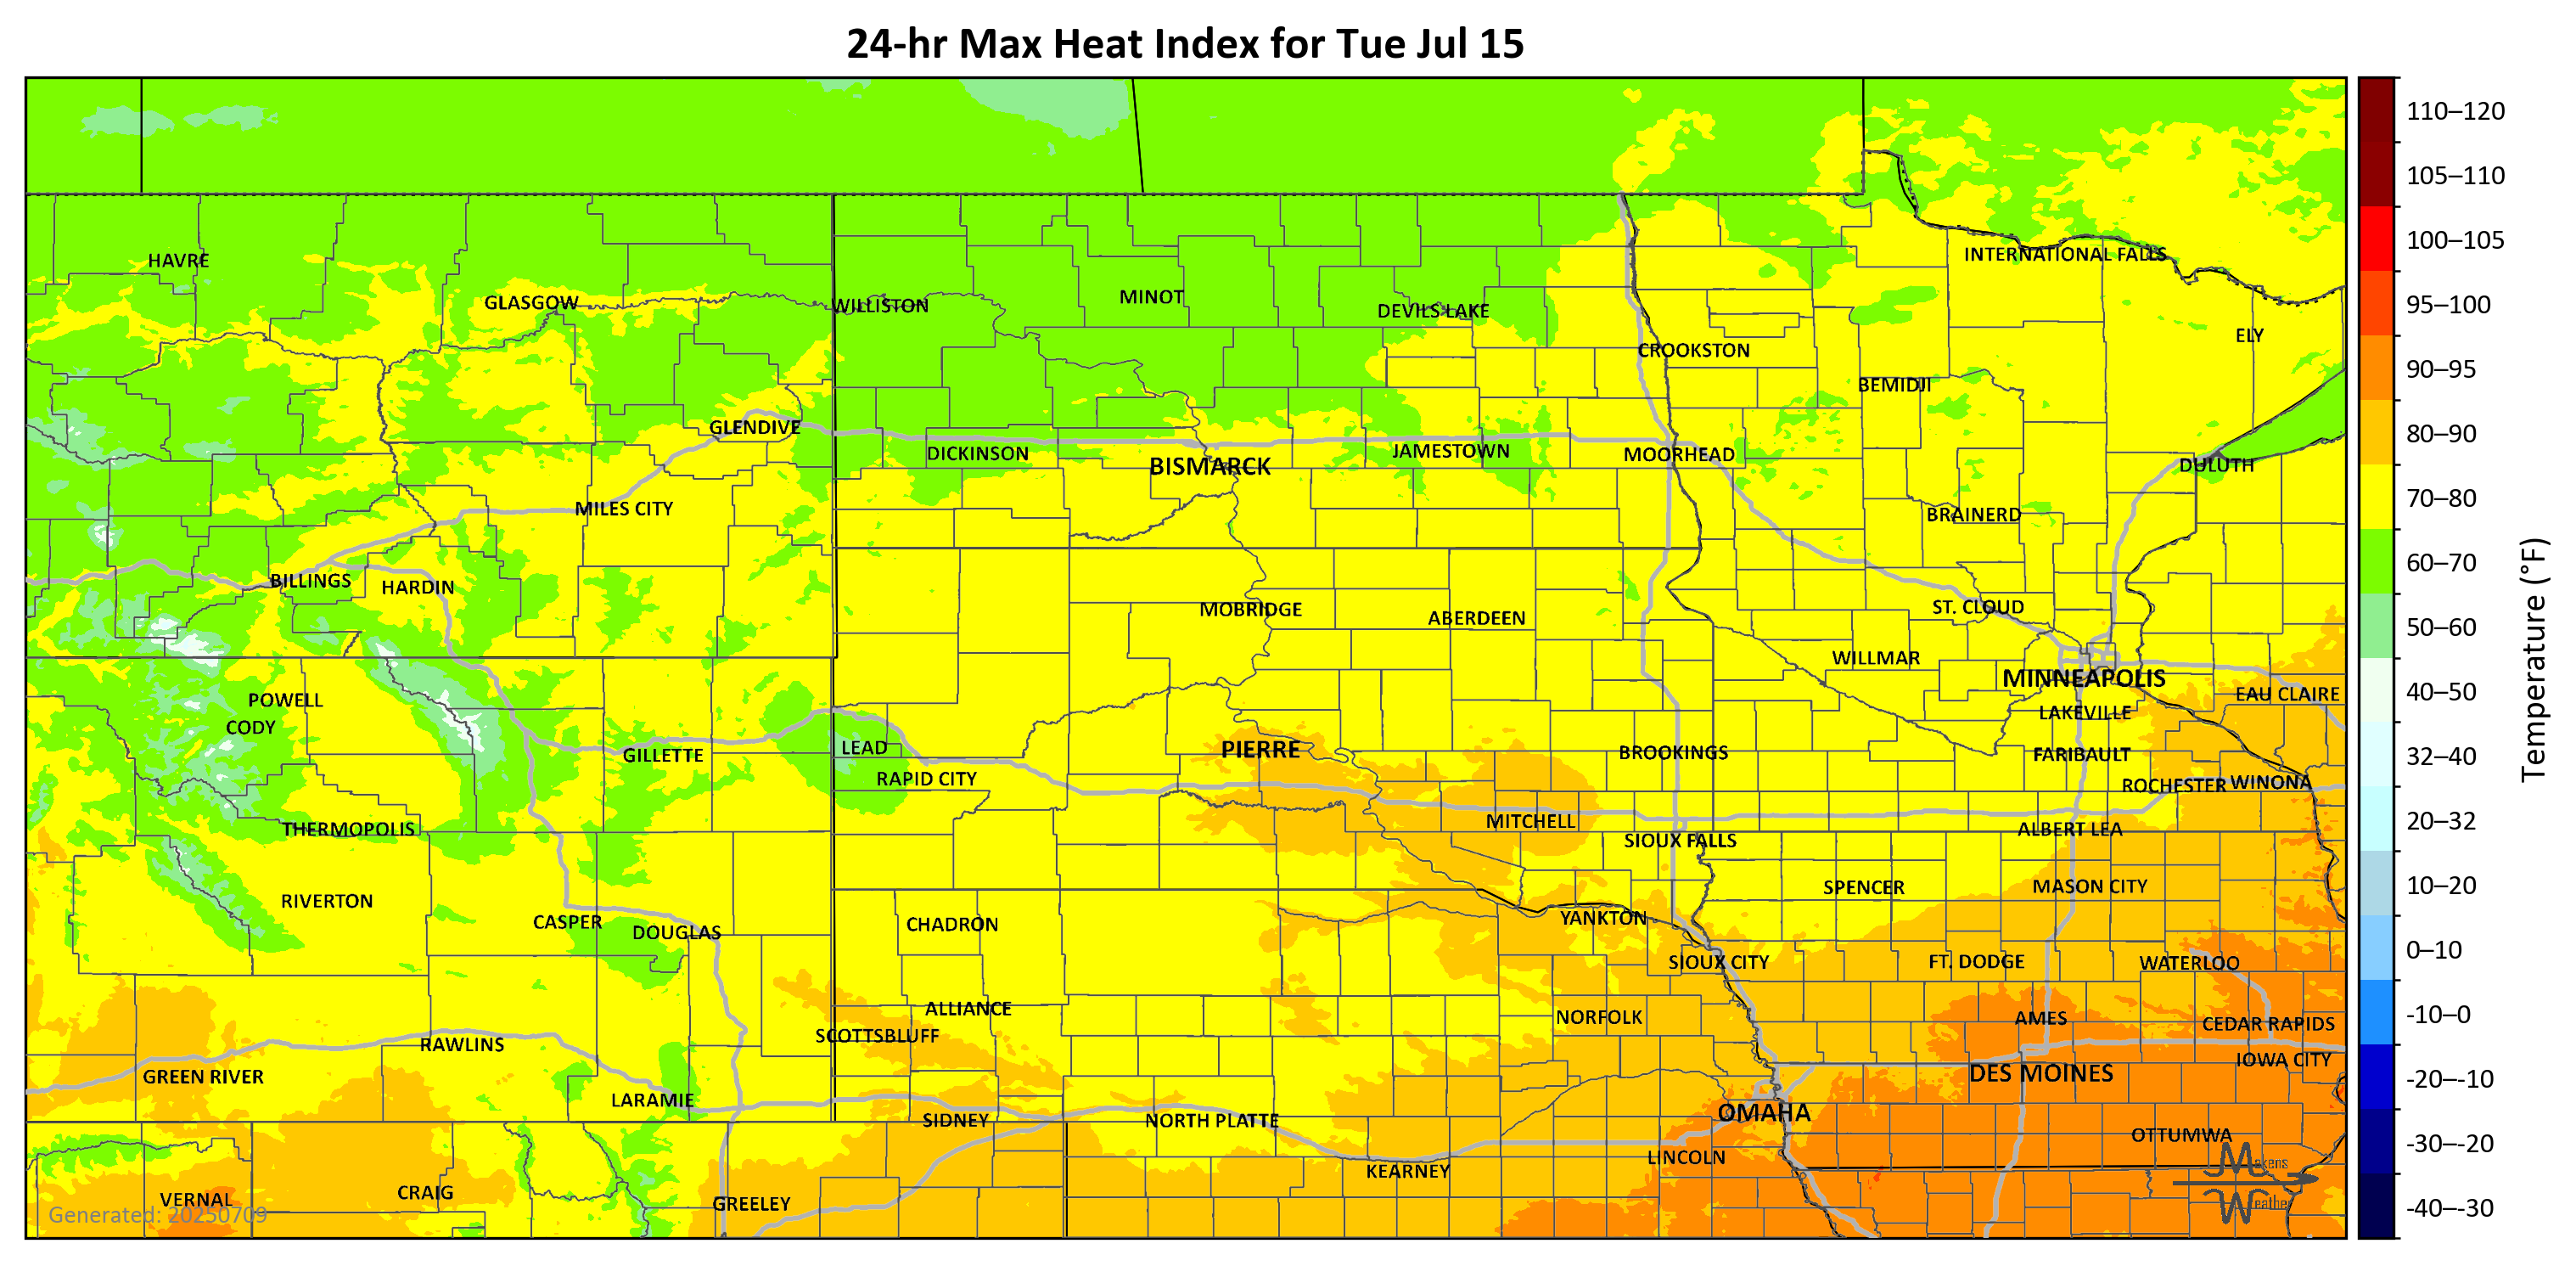 24-hr Max Heat Index for Tue Jul 15
110–120
105–110
100–105
95–100
90–95
80–90
70–80
60–70
50–60
40–50
32–40
20–32
10–20
0–10
-10–0
-20–-10
-30–-20
-40–-30
Temperature (°F)
HAVRE
INTERNATIONAL FALLS
GLASGOW
WILLISTON
MINOT
DEVILS LAKE
ELY
CROOKSTON
BEMIDJI
GLENDIVE
DICKINSON
BISMARCK
JAMESTOWN
MOORHEAD
DULUTH
MILES CITY
BRAINERD
BILLINGS
HARDIN
MOBRIDGE
ABERDEEN
ST. CLOUD
WILLMAR
MINNEAPOLIS
EAU CLAIRE
POWELL
CODY
LAKEVILLE
GILLETTE
LEAD
RAPID CITY
PIERRE
BROOKINGS
FARIBAULT
ROCHESTER
WINONA
THERMOPOLIS
MITCHELL
SIOUX FALLS
ALBERT LEA
RIVERTON
SPENCER
MASON CITY
CASPER
DOUGLAS
CHADRON
YANKTON
SIOUX CITY
FT. DODGE
WATERLOO
ALLIANCE
SCOTTSBLUFF
NORFOLK
AMES
CEDAR RAPIDS
RAWLINS
IOWA CITY
GREEN RIVER
DES MOINES
LARAMIE
SIDNEY
NORTH PLATTE
OMAHA
OTTUMWA
LINCOLN
KEARNEY
VERNAL
CRAIG
GREELEY
Generated: 20250709
Makens
Weather